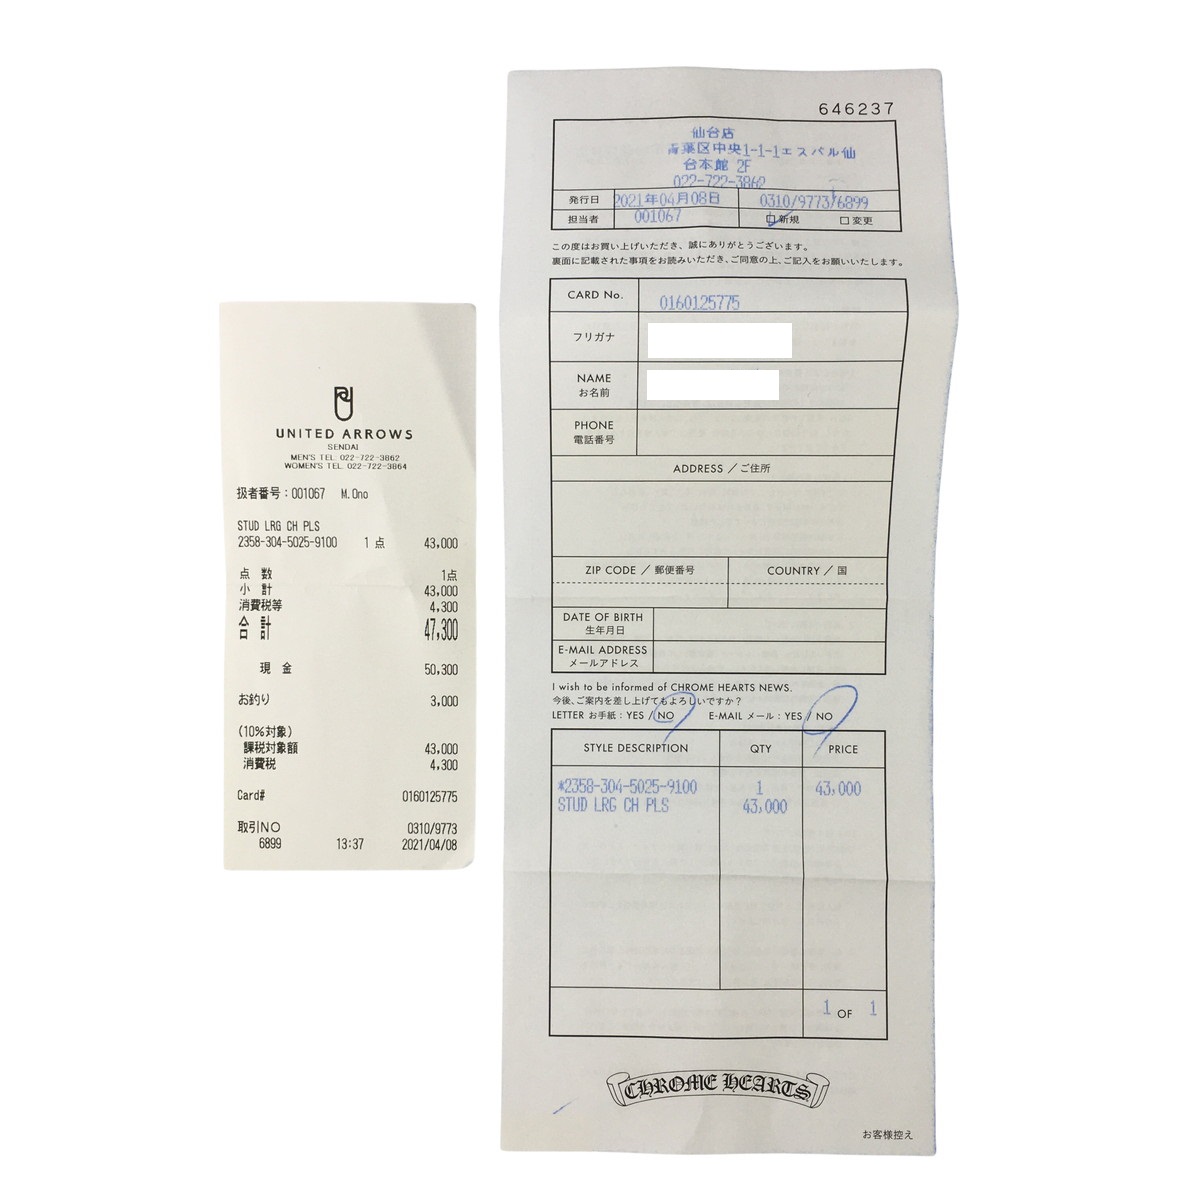 UNITED ARROWS
SENDAI
MEN'S TEL. 022-722-3862
WOMEN'S TEL. 022-722-3864
扱者番号:001067 M.Ono
STUD LRG CH PLS
2358-304-5025-9100 1 点 43,000
点 数 1点
小 計 43,000
消費税等 4,300
合 計 47,300
現 金 50,300
お釣り 3,000
(10%対象)
課税対象額 43,000
消費税 4,300
Card# 0160125775
取引NO 0310/9773
6899 13:37 2021/04/08
646237
仙台店
青葉区中央1-1-1エスパル仙
台本館 2F
022-722-3862
発行日 2021年04月08日 0310/9773/6899
担当者 001067 新規 変更
この度はお買い上げいただき、誠にありがとうございます。
裏面に記載された事項をお読みいただき、ご同意の上、ご記入をお願いいたします。
CARD No. 0160125775
フリガナ
NAME
お名前
PHONE
電話番号
ADDRESS / ご住所
ZIP CODE / 郵便番号 COUNTRY / 国
DATE OF BIRTH
生年月日
E-MAIL ADDRESS
メールアドレス
I wish to be informed of CHROME HEARTS NEWS.
今後、ご案内を差し上げてもよろしいですか?
LETTER お手紙 : YES / NO E-MAIL メール : YES / NO
STYLE DESCRIPTION QTY PRICE
*2358-304-5025-9100 1 43,000
STUD LRG CH PLS 43,000
1 OF 1
CHROME HEARTS
お客様控え